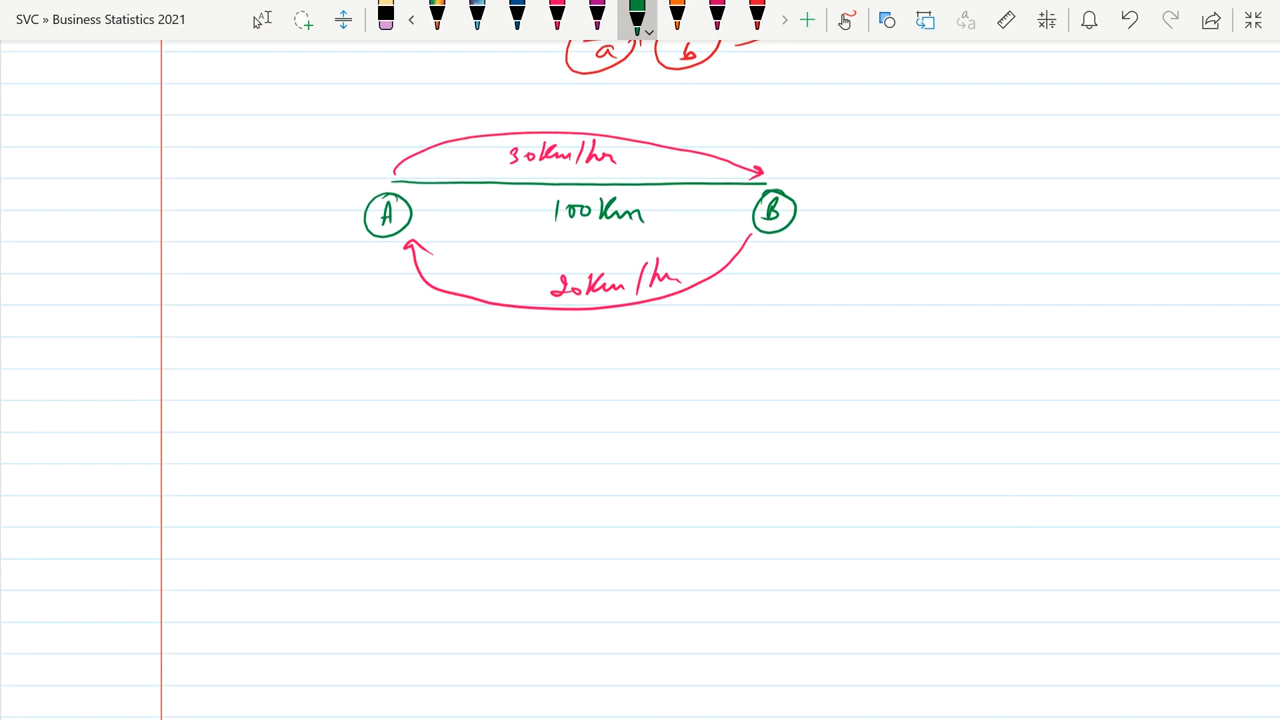 SVC » Business Statistics 2021
a b
30Km/hr
100Km
A B
20Km/hr